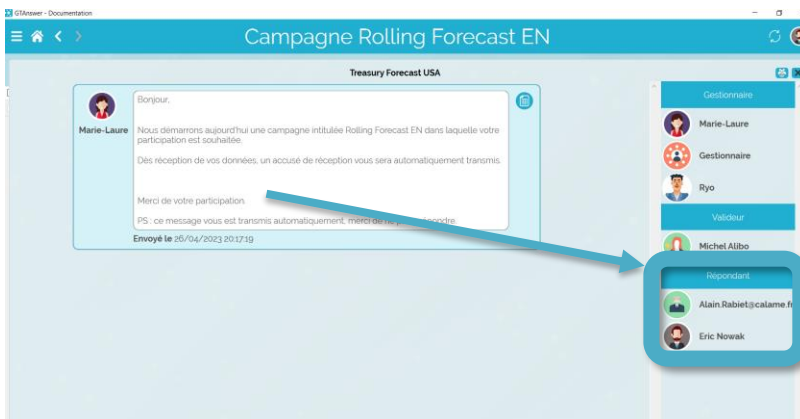 GTAnswer - Documentation
Campagne Rolling Forecast EN
Treasury Forecast USA
Marie-Laure
Bonjour,
Nous démarrons aujourd'hui une campagne intitulée Rolling Forecast EN dans laquelle votre
participation est souhaitée.
Dès réception de vos données, un accusé de réception vous sera automatiquement transmis.
Merci de votre participation.
PS : ce message vous est transmis automatiquement, merci de
Envoyé le 26/04/2023 20:17:19
Gestionnaire
Marie-Laure
Gestionnaire
Ryo
Valideur
Michel Alibo
Répondant
Alain.Rabiet@calame.fr
Eric Nowak